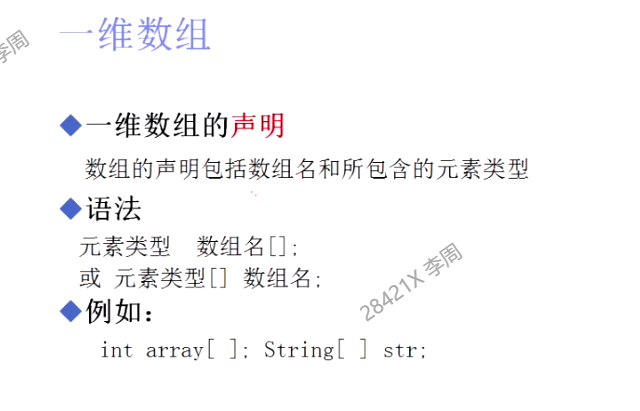 一维数组
李周
◆一维数组的声明
数组的声明包括数组名和所包含的元素类型
◆语法
元素类型  数组名[];
或 元素类型[] 数组名;
28421X 李周
◆例如：
int array[ ]; String[ ] str;